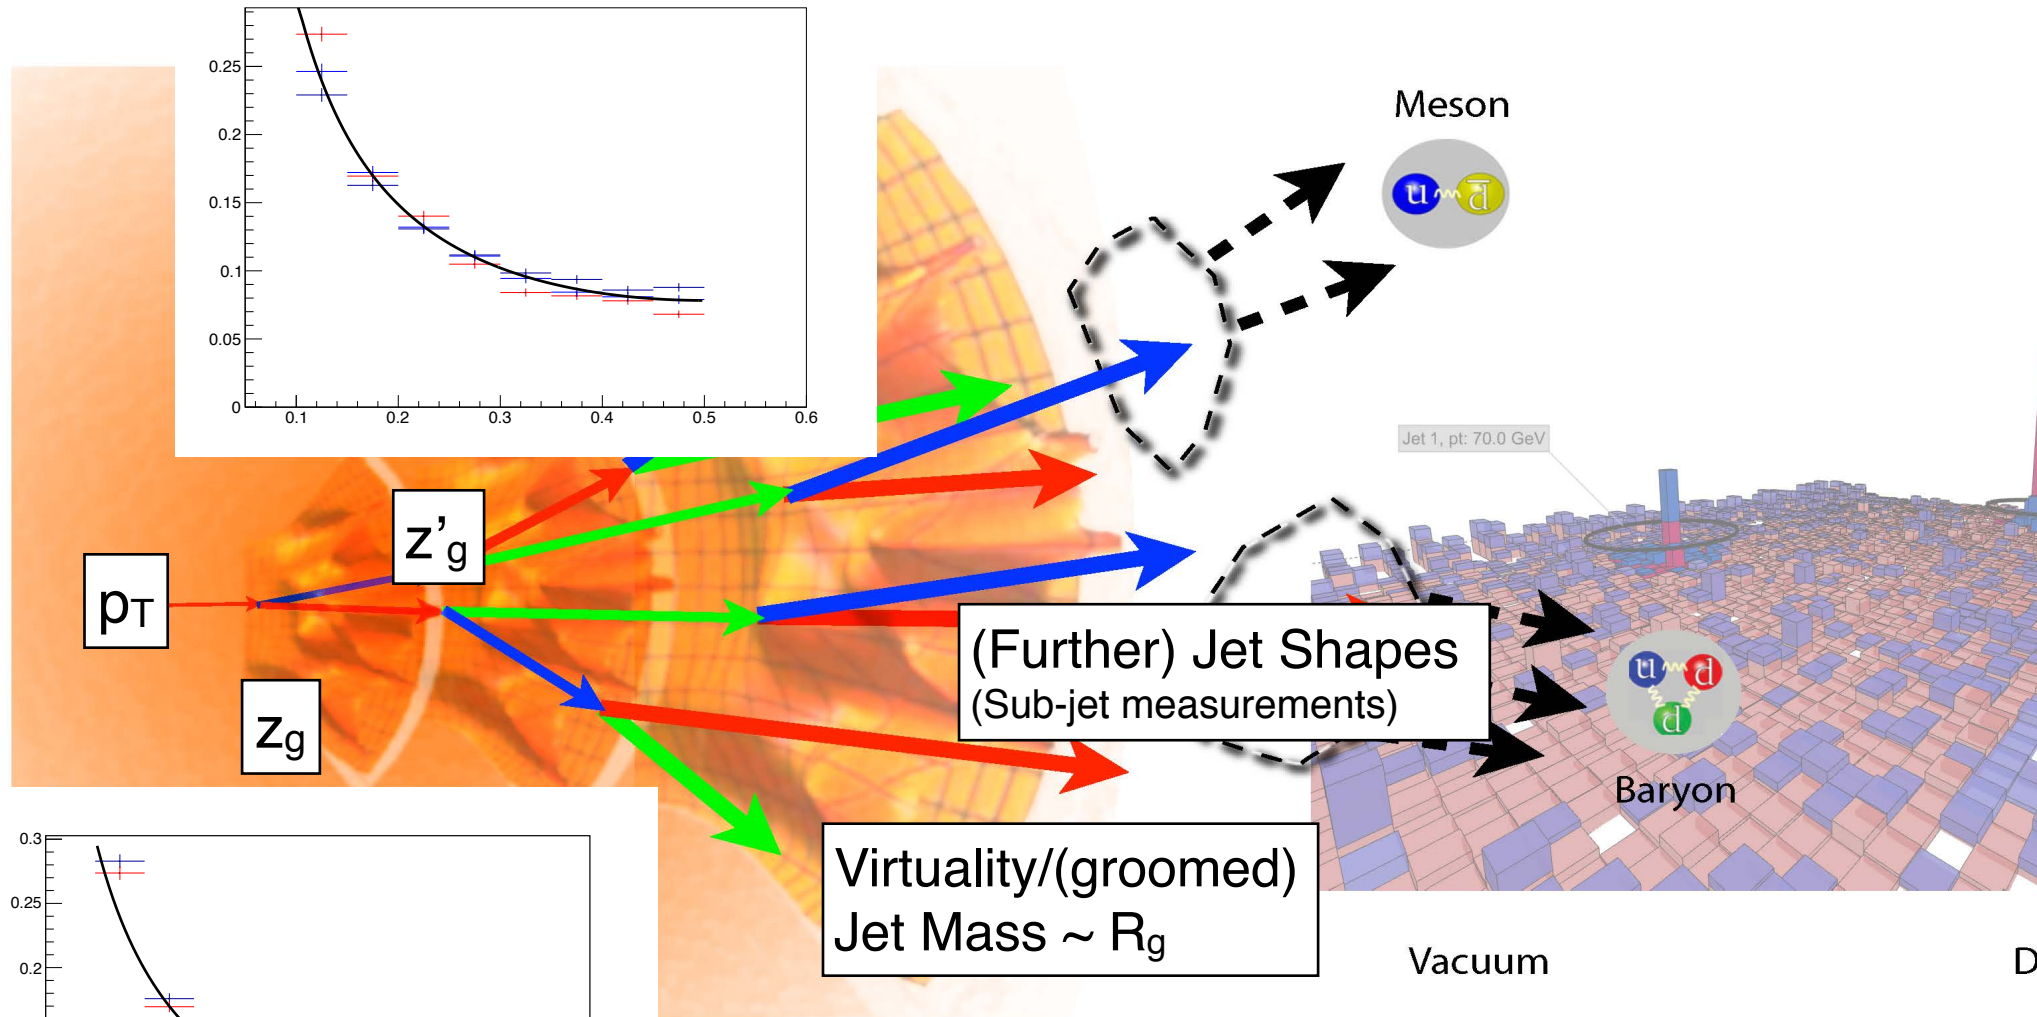 0.25
0.2
0.15
0.1
0.05
0
0.1 0.2 0.3 0.4 0.5 0.6
Meson
u d̅
Jet 1, pt: 70.0 GeV
z'g
pT
zg
(Further) Jet Shapes
(Sub-jet measurements)
u d
d
Baryon
Virtuality/(groomed)
Jet Mass ~ Rg
0.3
0.25
0.2
Vacuum
D